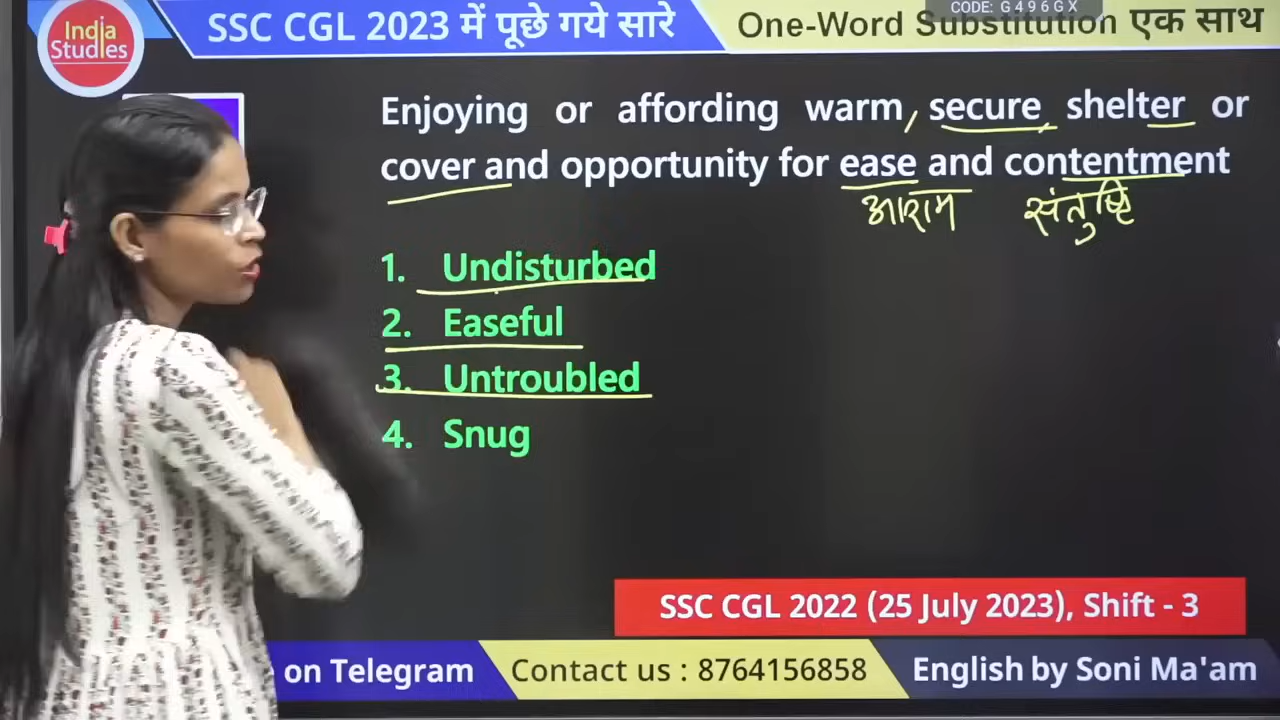 India
Studies
SSC CGL 2023 में पूछे गये सारे
One-Word Substitution एक साथ
CODE: G496GX
Enjoying or affording warm, secure, shelter or
cover and opportunity for ease and contentment
आराम संतुष्टि
1. Undisturbed
2. Easeful
3. Untroubled
4. Snug
SSC CGL 2022 (25 July 2023), Shift - 3
on Telegram
Contact us : 8764156858
English by Soni Ma'am